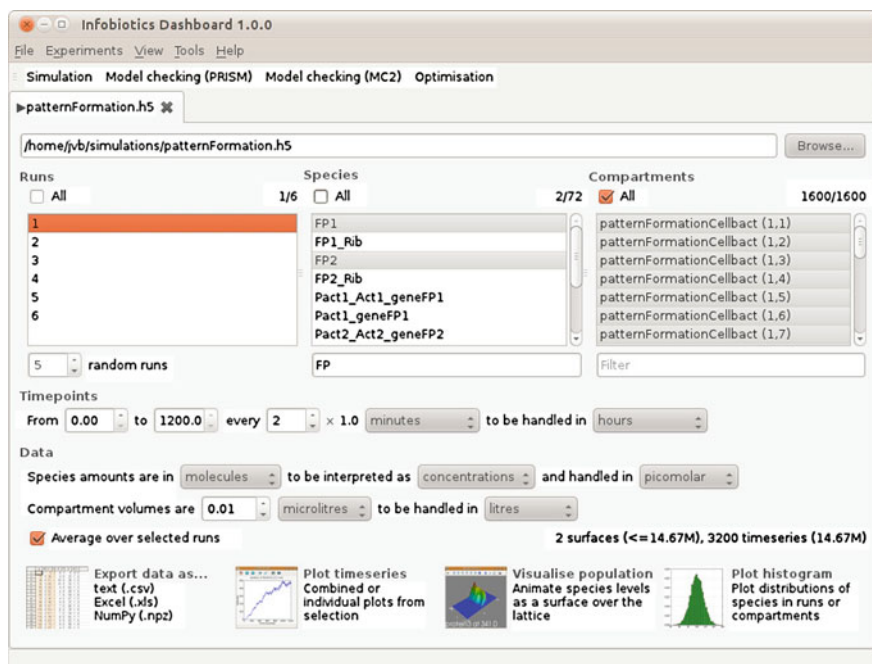 Infobiotics Dashboard 1.0.0
File Experiments View Tools Help
Simulation Model checking (PRISM) Model checking (MC2) Optimisation
patternFormation.h5
/home/jvb/simulations/patternFormation.h5 Browse...
Runs Species Compartments
All 1/6 All 2/72 All 1600/1600
1 FP1 patternFormationCellbact (1,1)
2 FP1_Rib patternFormationCellbact (1,2)
3 FP2 patternFormationCellbact (1,3)
4 FP2_Rib patternFormationCellbact (1,4)
5 Pact1_Act1_geneFP1 patternFormationCellbact (1,5)
6 Pact1_geneFP1 patternFormationCellbact (1,6)
Pact2_Act2_geneFP2 patternFormationCellbact (1,7)
5 random runs FP Filter
Timepoints
From 0.00 to 1200.0 every 2 × 1.0 minutes to be handled in hours
Data
Species amounts are in molecules to be interpreted as concentrations and handled in picomolar
Compartment volumes are 0.01 microlitres to be handled in litres
Average over selected runs 2 surfaces (<=14.67M), 3200 timeseries (14.67M)
Export data as... Plot timeseries Visualise population Plot histogram
text (.csv) Combined or Animate species levels Plot distributions of
Excel (.xls) individual plots from as a surface over the species in runs or
NumPy (.npz) selection lattice compartments